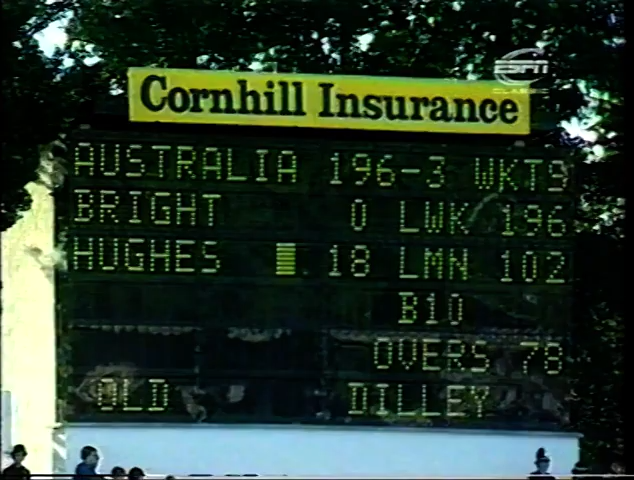 ESPN
CLASSIC
Cornhill Insurance
AUSTRALIA 196-3 WKTS
BRIGHT 0 LWK 196
HUGHES 18 LMN 102
B10
OVERS 78
OLD DILLEY